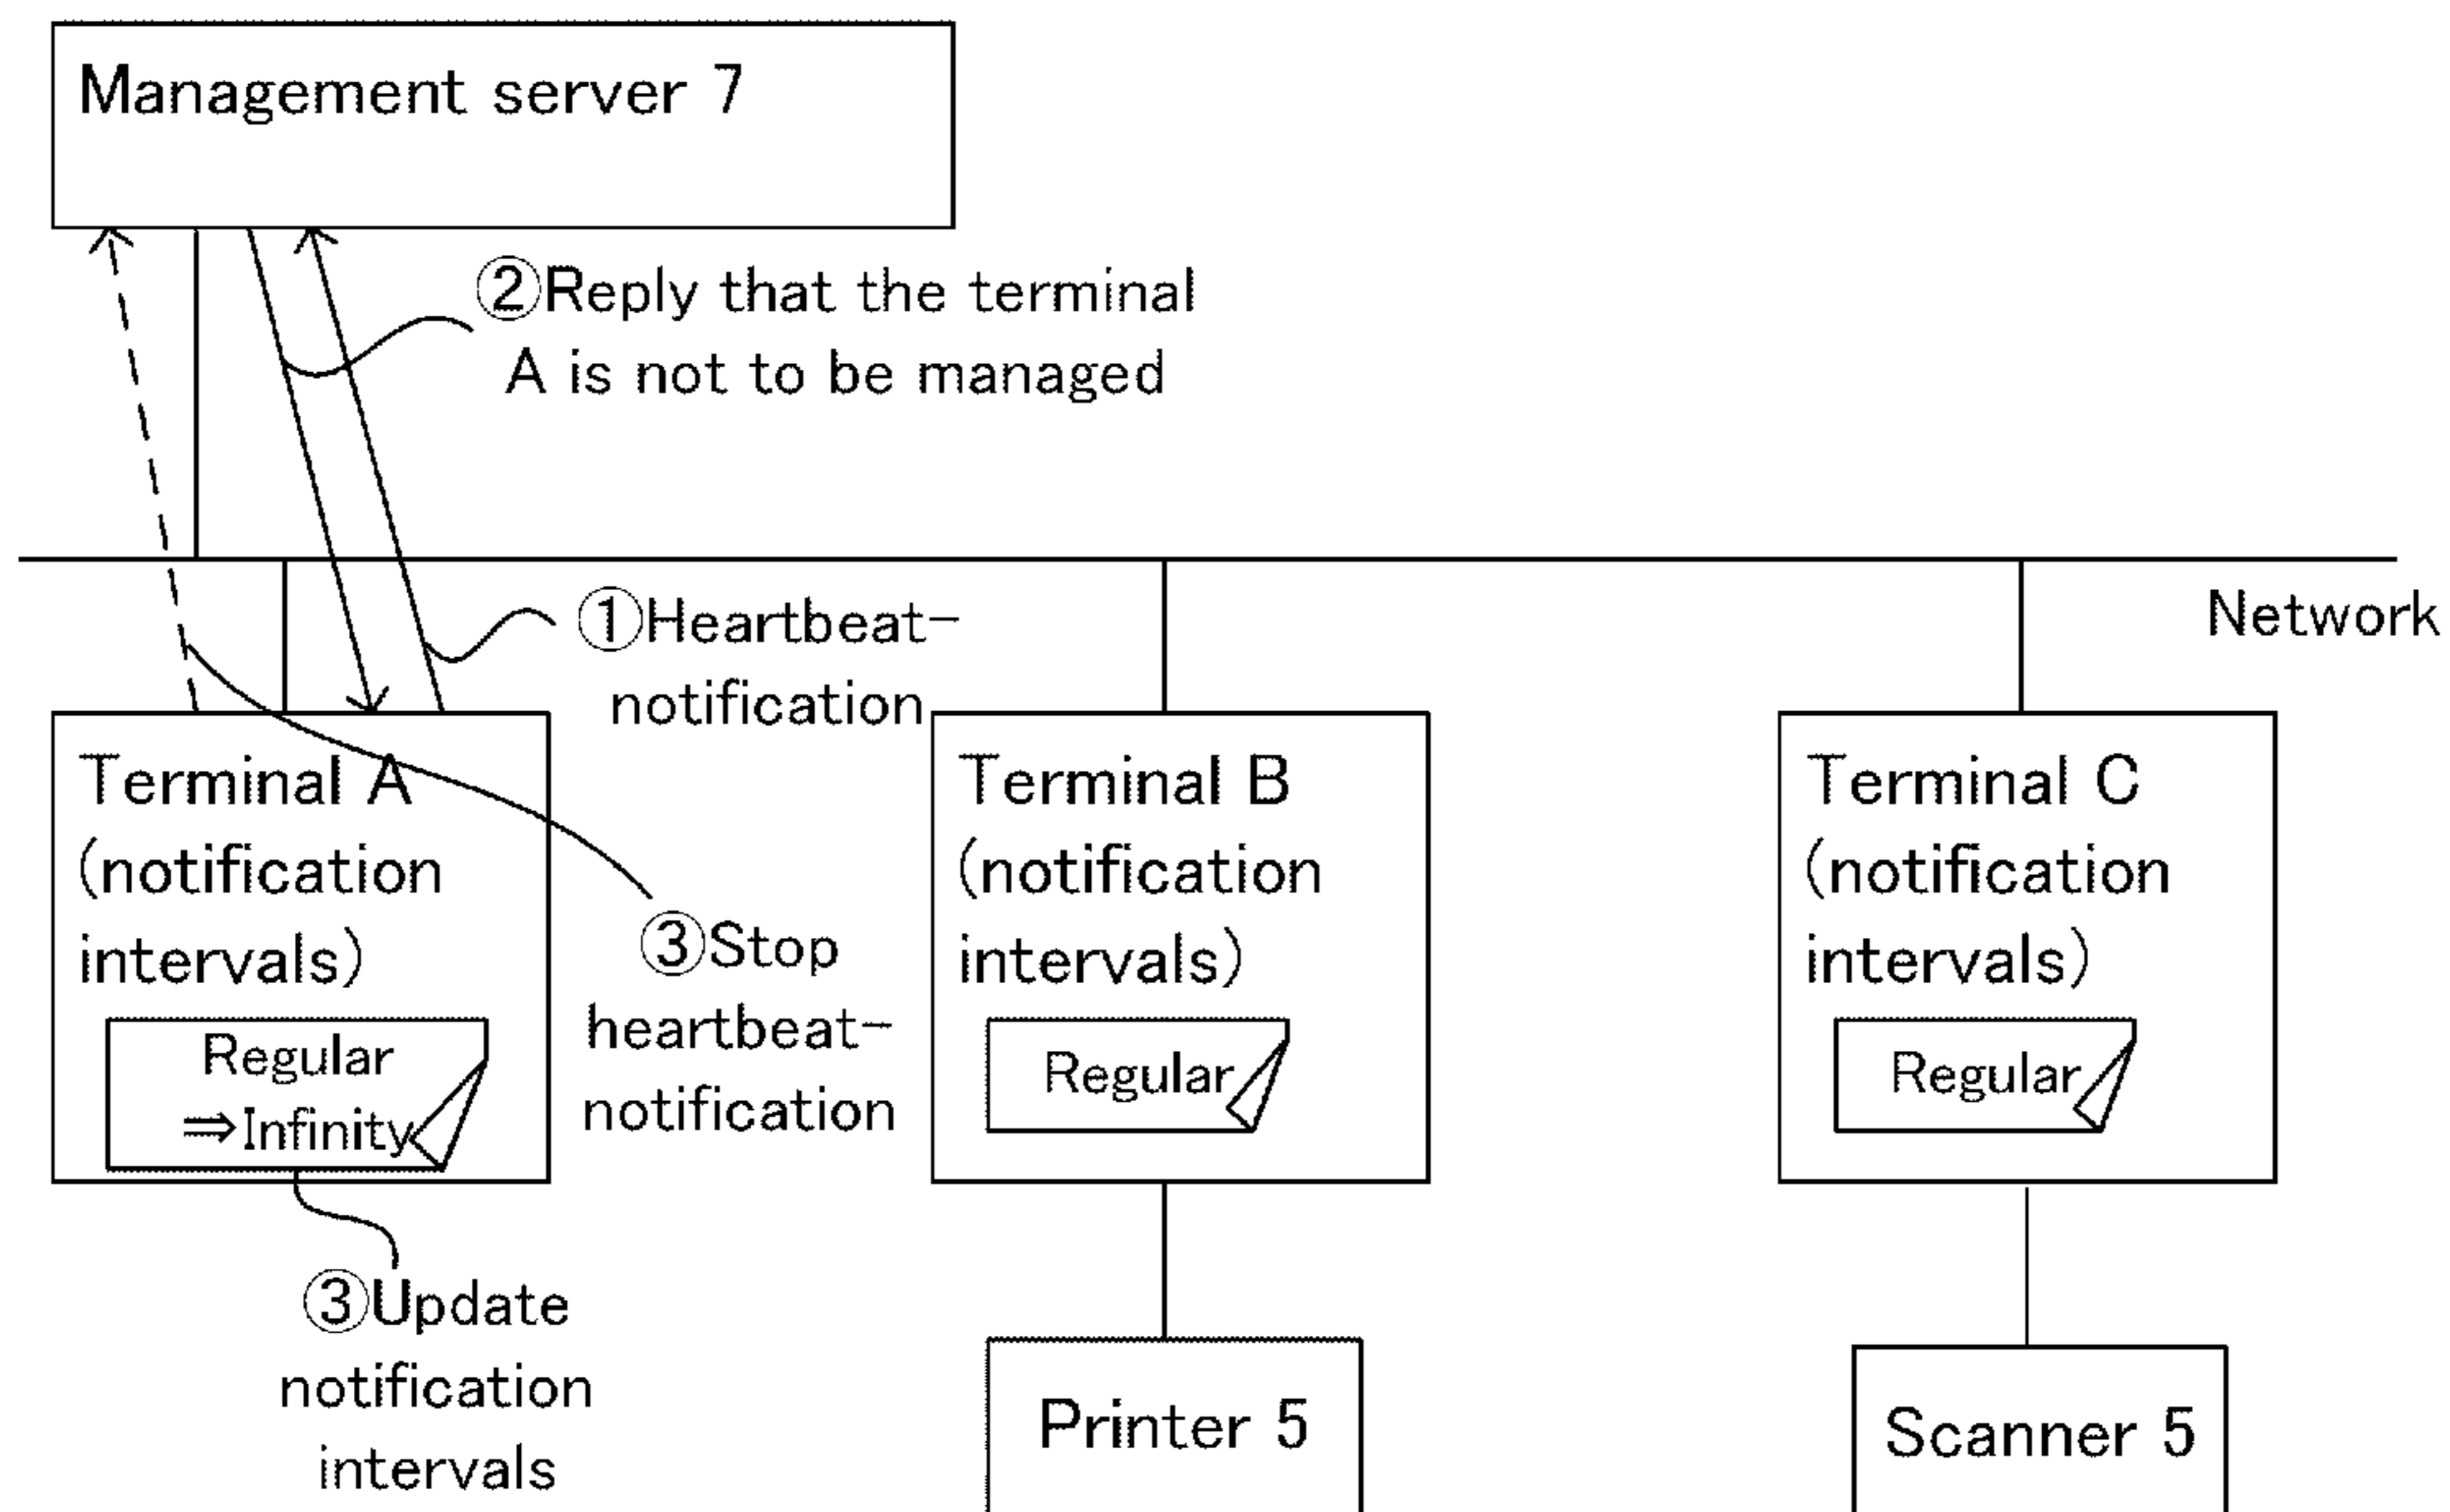 Management server 7
②Reply that the terminal
A is not to be managed
①Heartbeat-
notification
Network
Terminal A
(notification
intervals)
Regular
⇒Infinity
③Stop
heartbeat-
notification
③Update
notification
intervals
Terminal B
(notification
intervals)
Regular
Printer 5
Terminal C
(notification
intervals)
Regular
Scanner 5